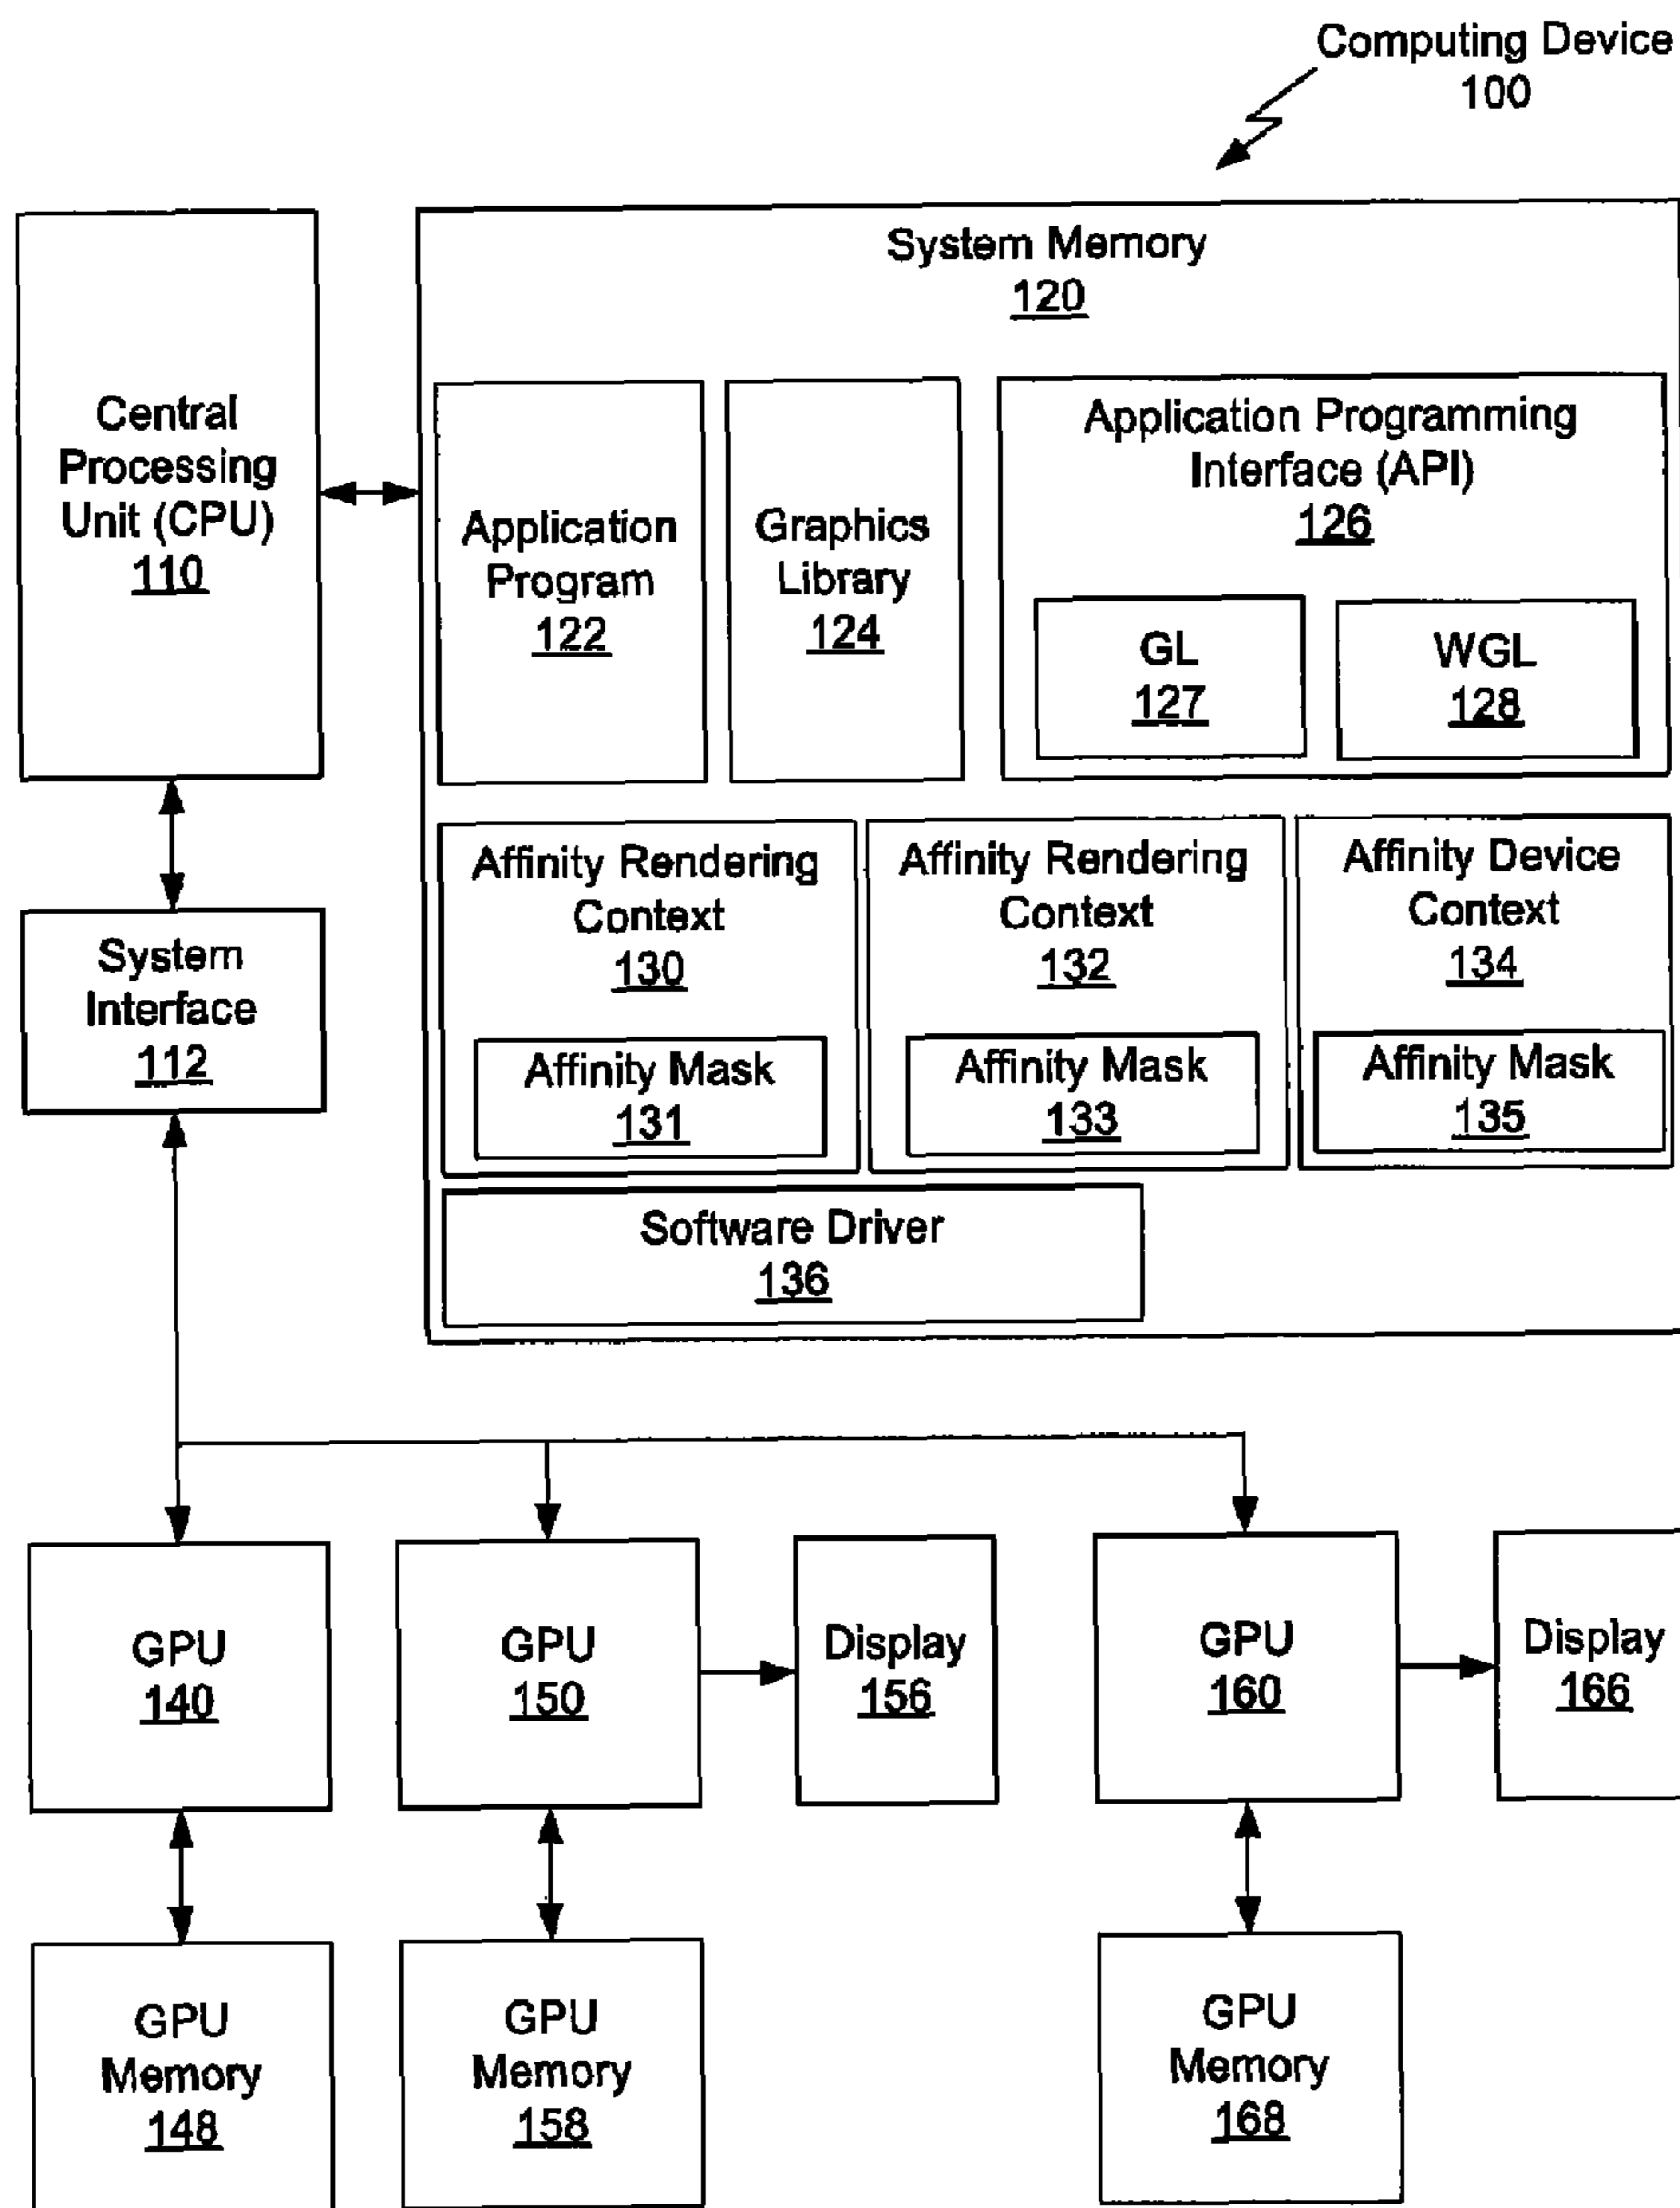 Computing Device
100
System Memory
120
Central
Processing
Unit (CPU)
110
Application
Program
122
Graphics
Library
124
Application Programming
Interface (API)
126
GL
127
WGL
128
System
Interface
112
Affinity Rendering
Context
130
Affinity Mask
131
Affinity Rendering
Context
132
Affinity Mask
133
Affinity Device
Context
134
Affinity Mask
135
Software Driver
136
GPU
140
GPU
150
Display
156
GPU
160
Display
166
GPU
Memory
148
GPU
Memory
158
GPU
Memory
168